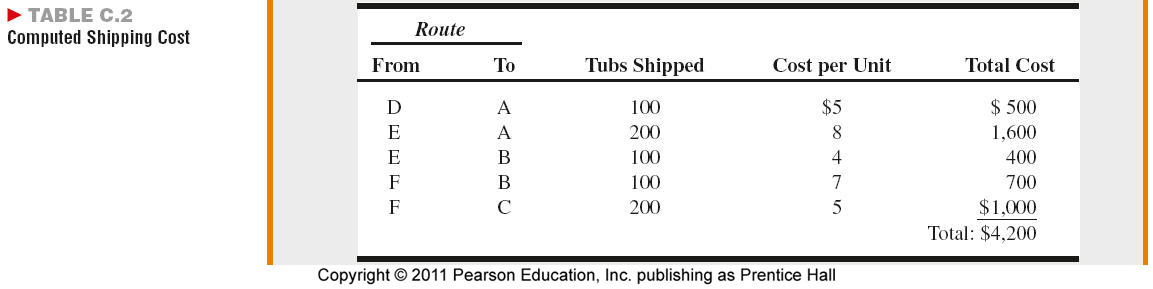 ► TABLE C.2
Computed Shipping Cost
Route
From To Tubs Shipped Cost per Unit Total Cost
D A 100 $5 $ 500
E A 200 8 1,600
E B 100 4 400
F B 100 7 700
F C 200 5 $1,000
Total: $4,200
Copyright © 2011 Pearson Education, Inc. publishing as Prentice Hall